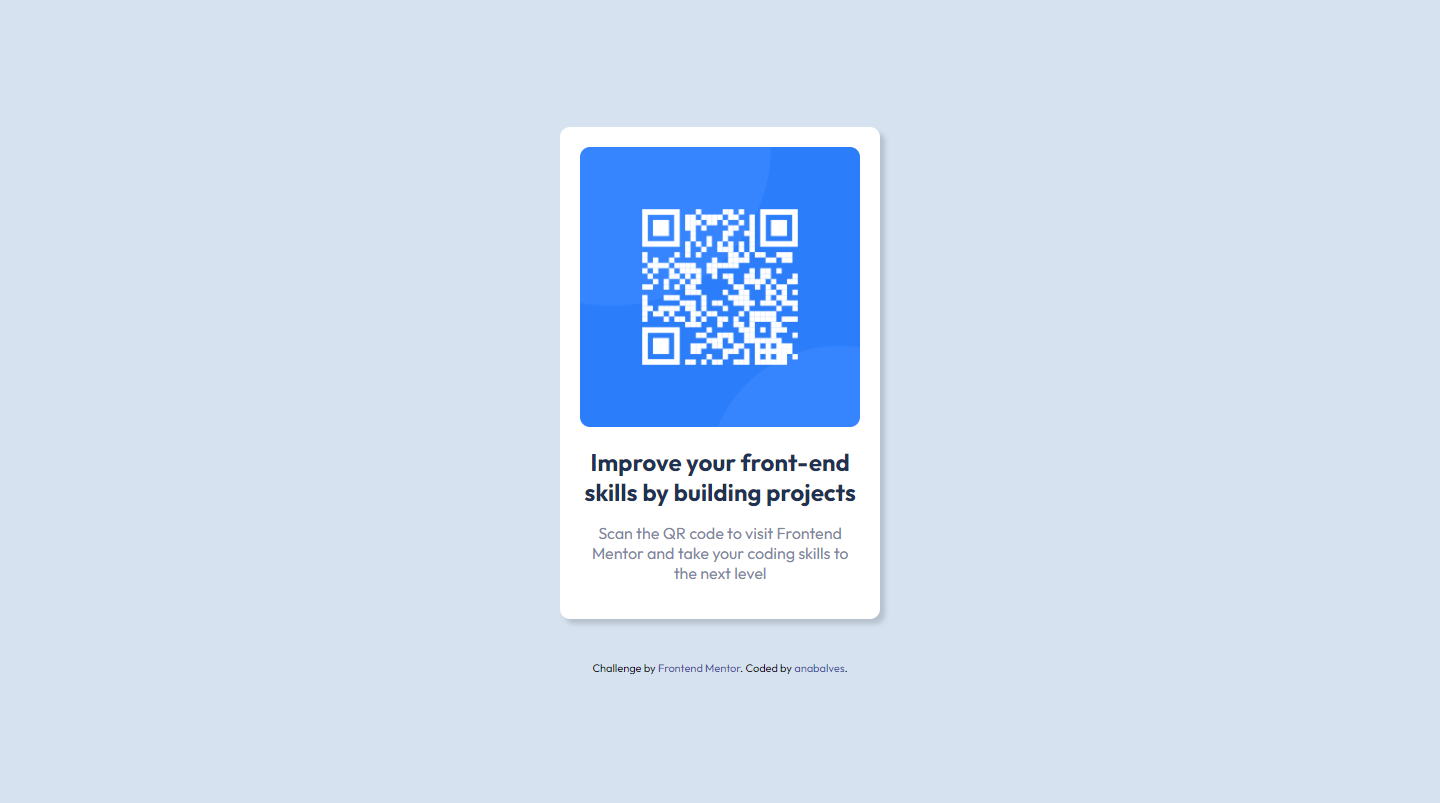 Improve your front-end
skills by building projects
Scan the QR code to visit Frontend
Mentor and take your coding skills to
the next level
Challenge by Frontend Mentor. Coded by anabalves.